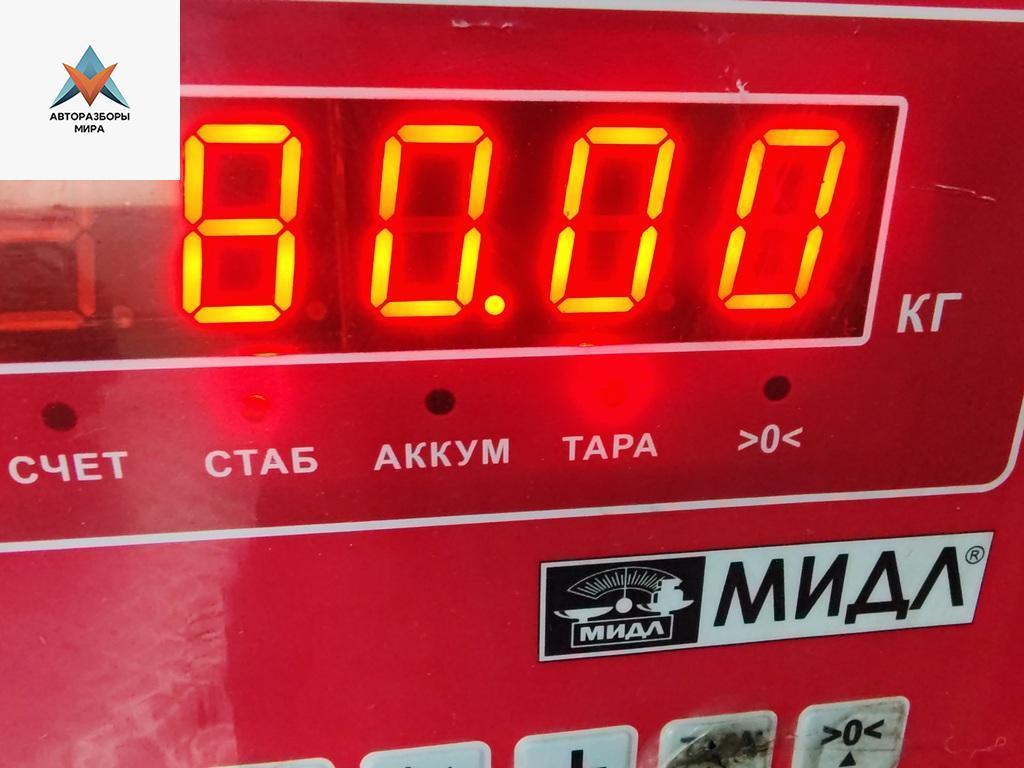 АВТОРАЗБОРЫ
МИРА
80.00
КГ
СЧЕТ СТАБ АККУМ ТАРА >0<
МИДЛ МИДЛ®
>0<